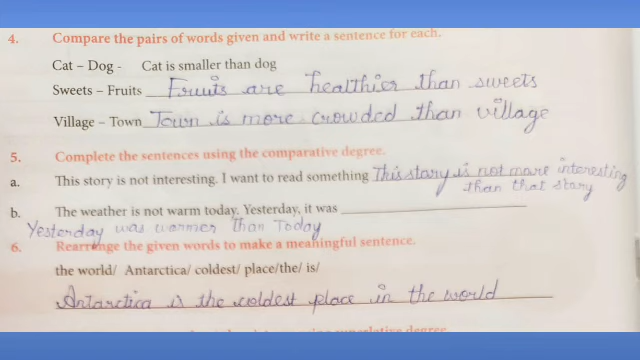 4. Compare the pairs of words given and write a sentence for each.
Cat – Dog - Cat is smaller than dog
Sweets – Fruits Fruits are healthier than sweets
Village – Town Town is more crowded than village
5. Complete the sentences using the comparative degree.
a. This story is not interesting. I want to read something This story is not more interesting
than that story
b. The weather is not warm today. Yesterday, it was
Yesterday was warmer than Today
6. Rearrange the given words to make a meaningful sentence.
the world/ Antarctica/ coldest/ place/the/ is/
Antarctica is the coldest place in the world
superlative degree.